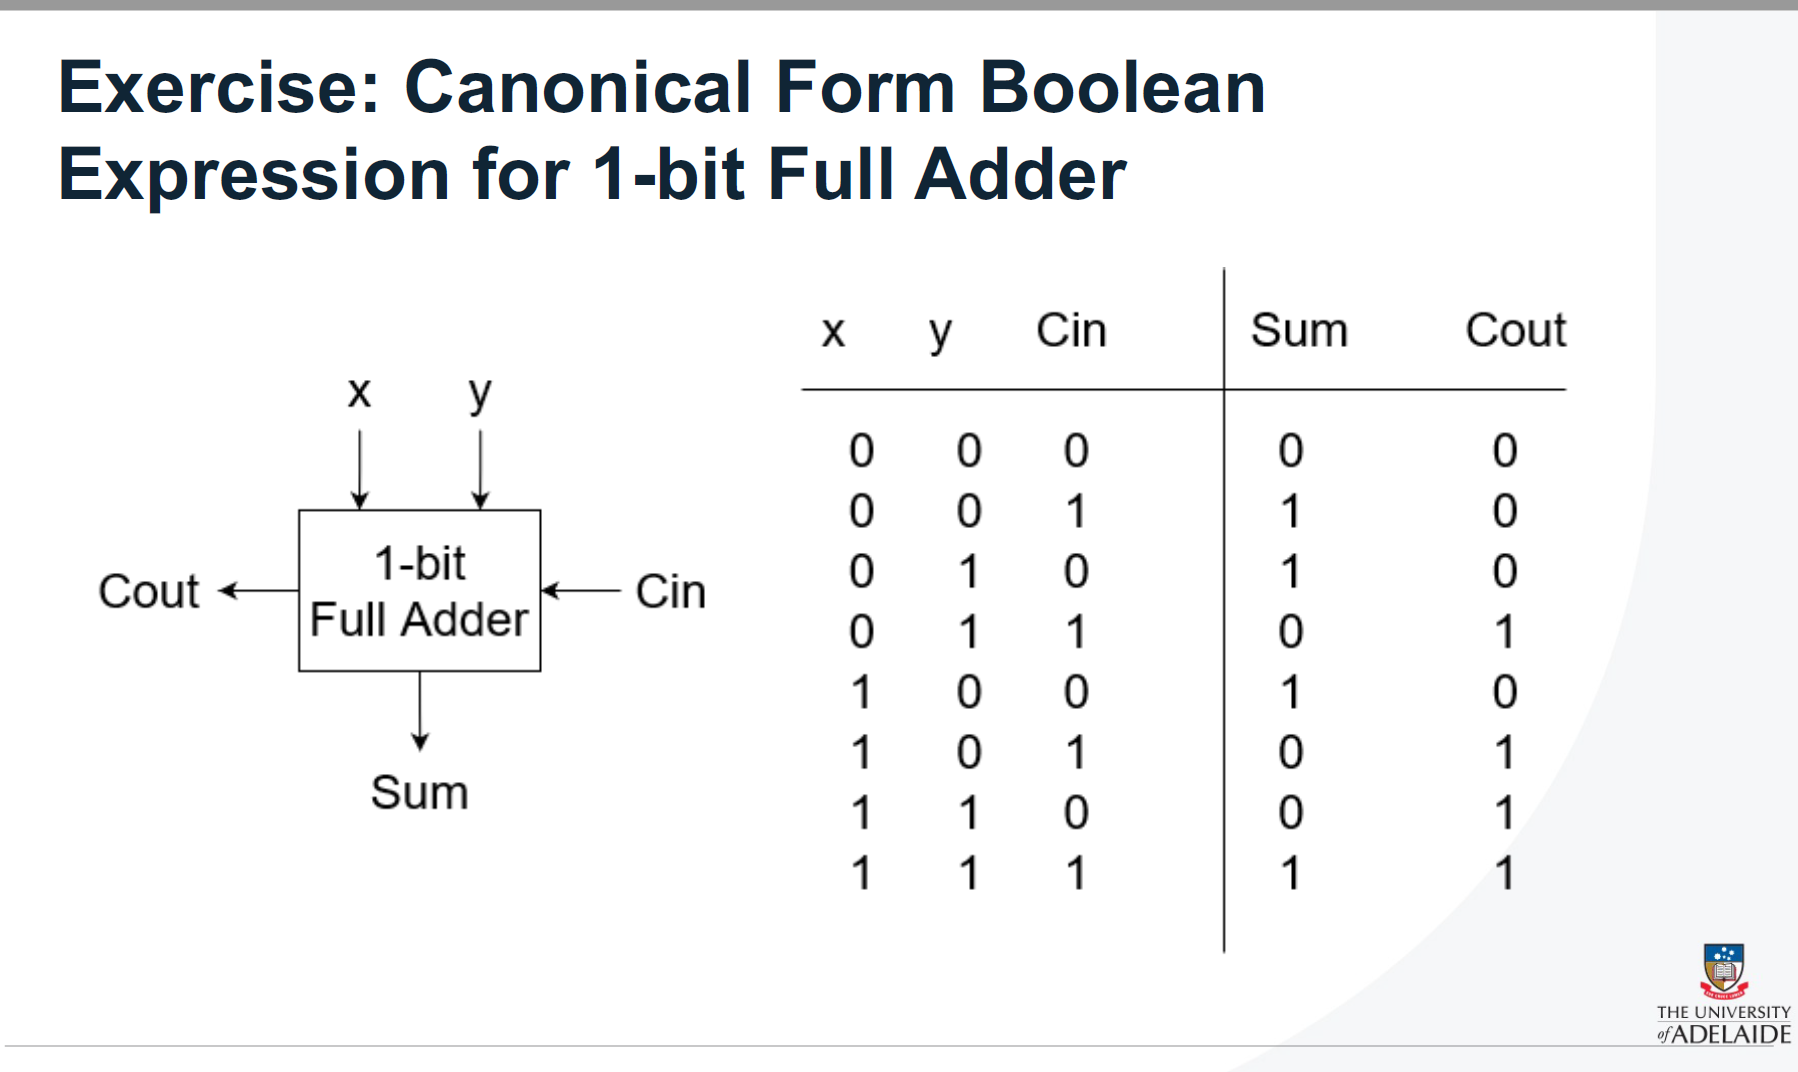 Exercise: Canonical Form Boolean
Expression for 1-bit Full Adder
x y
1-bit
Full Adder
Cout
Cin
Sum
x y Cin Sum Cout
0 0 0 0 0
0 0 1 1 0
0 1 0 1 0
0 1 1 0 1
1 0 0 1 0
1 0 1 0 1
1 1 0 0 1
1 1 1 1 1
THE UNIVERSITY
of ADELAIDE